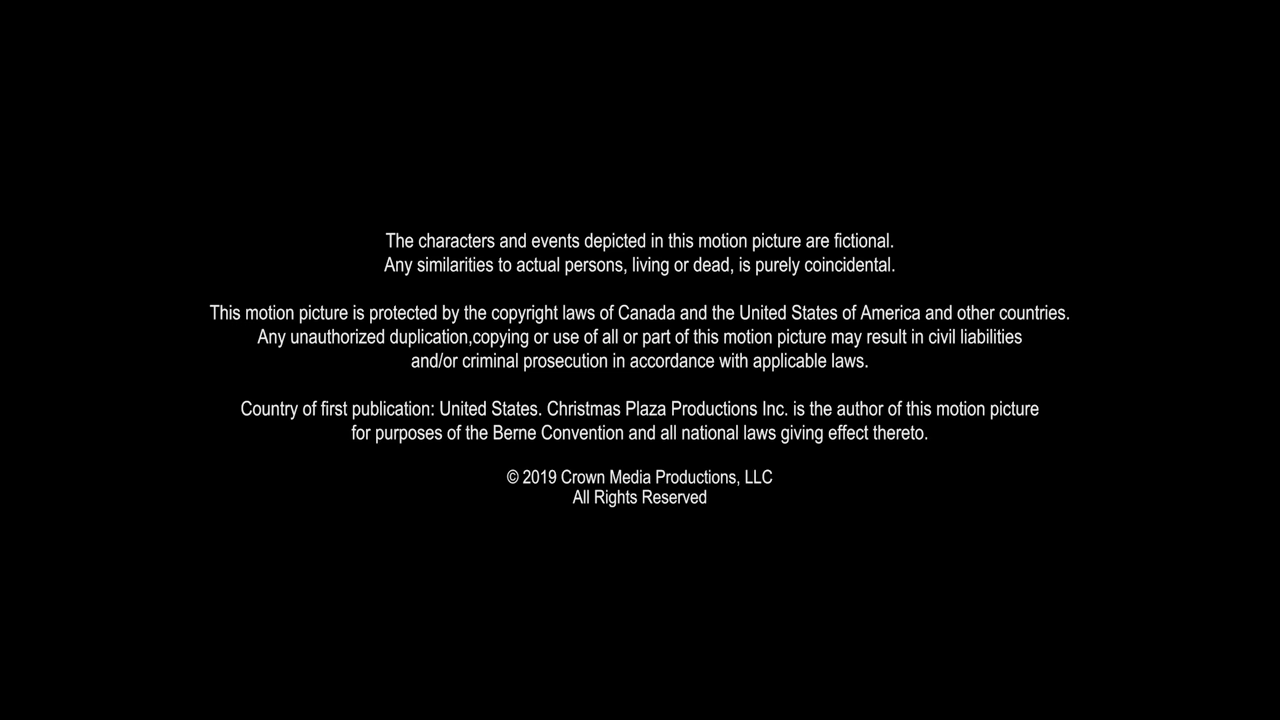 The characters and events depicted in this motion picture are fictional.
Any similarities to actual persons, living or dead, is purely coincidental.
This motion picture is protected by the copyright laws of Canada and the United States of America and other countries.
Any unauthorized duplication,copying or use of all or part of this motion picture may result in civil liabilities
and/or criminal prosecution in accordance with applicable laws.
Country of first publication: United States. Christmas Plaza Productions Inc. is the author of this motion picture
for purposes of the Berne Convention and all national laws giving effect thereto.
© 2019 Crown Media Productions, LLC
All Rights Reserved